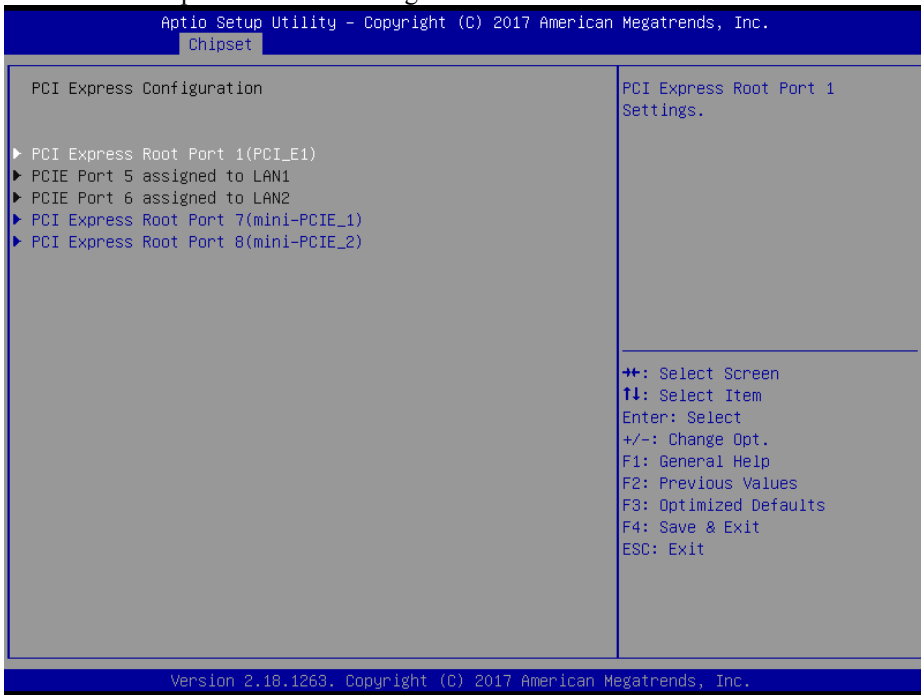 Aptio Setup Utility – Copyright (C) 2017 American Megatrends, Inc.
Chipset
PCI Express Configuration
PCI Express Root Port 1(PCI_E1)
PCIE Port 5 assigned to LAN1
PCIE Port 6 assigned to LAN2
PCI Express Root Port 7(mini-PCIE_1)
PCI Express Root Port 8(mini-PCIE_2)
PCI Express Root Port 1
Settings.
→←: Select Screen
↑↓: Select Item
Enter: Select
+/-: Change Opt.
F1: General Help
F2: Previous Values
F3: Optimized Defaults
F4: Save & Exit
ESC: Exit
Version 2.18.1263. Copyright (C) 2017 American Megatrends, Inc.